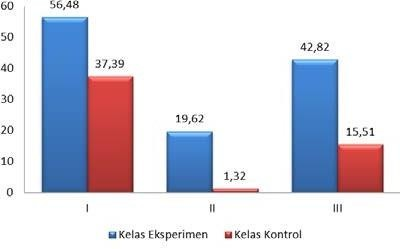 60
50
40
30
20
10
0
56,48
37,39
19,62
1,32
42,82
15,51
I
II
III
Kelas Eksperimen
Kelas Kontrol